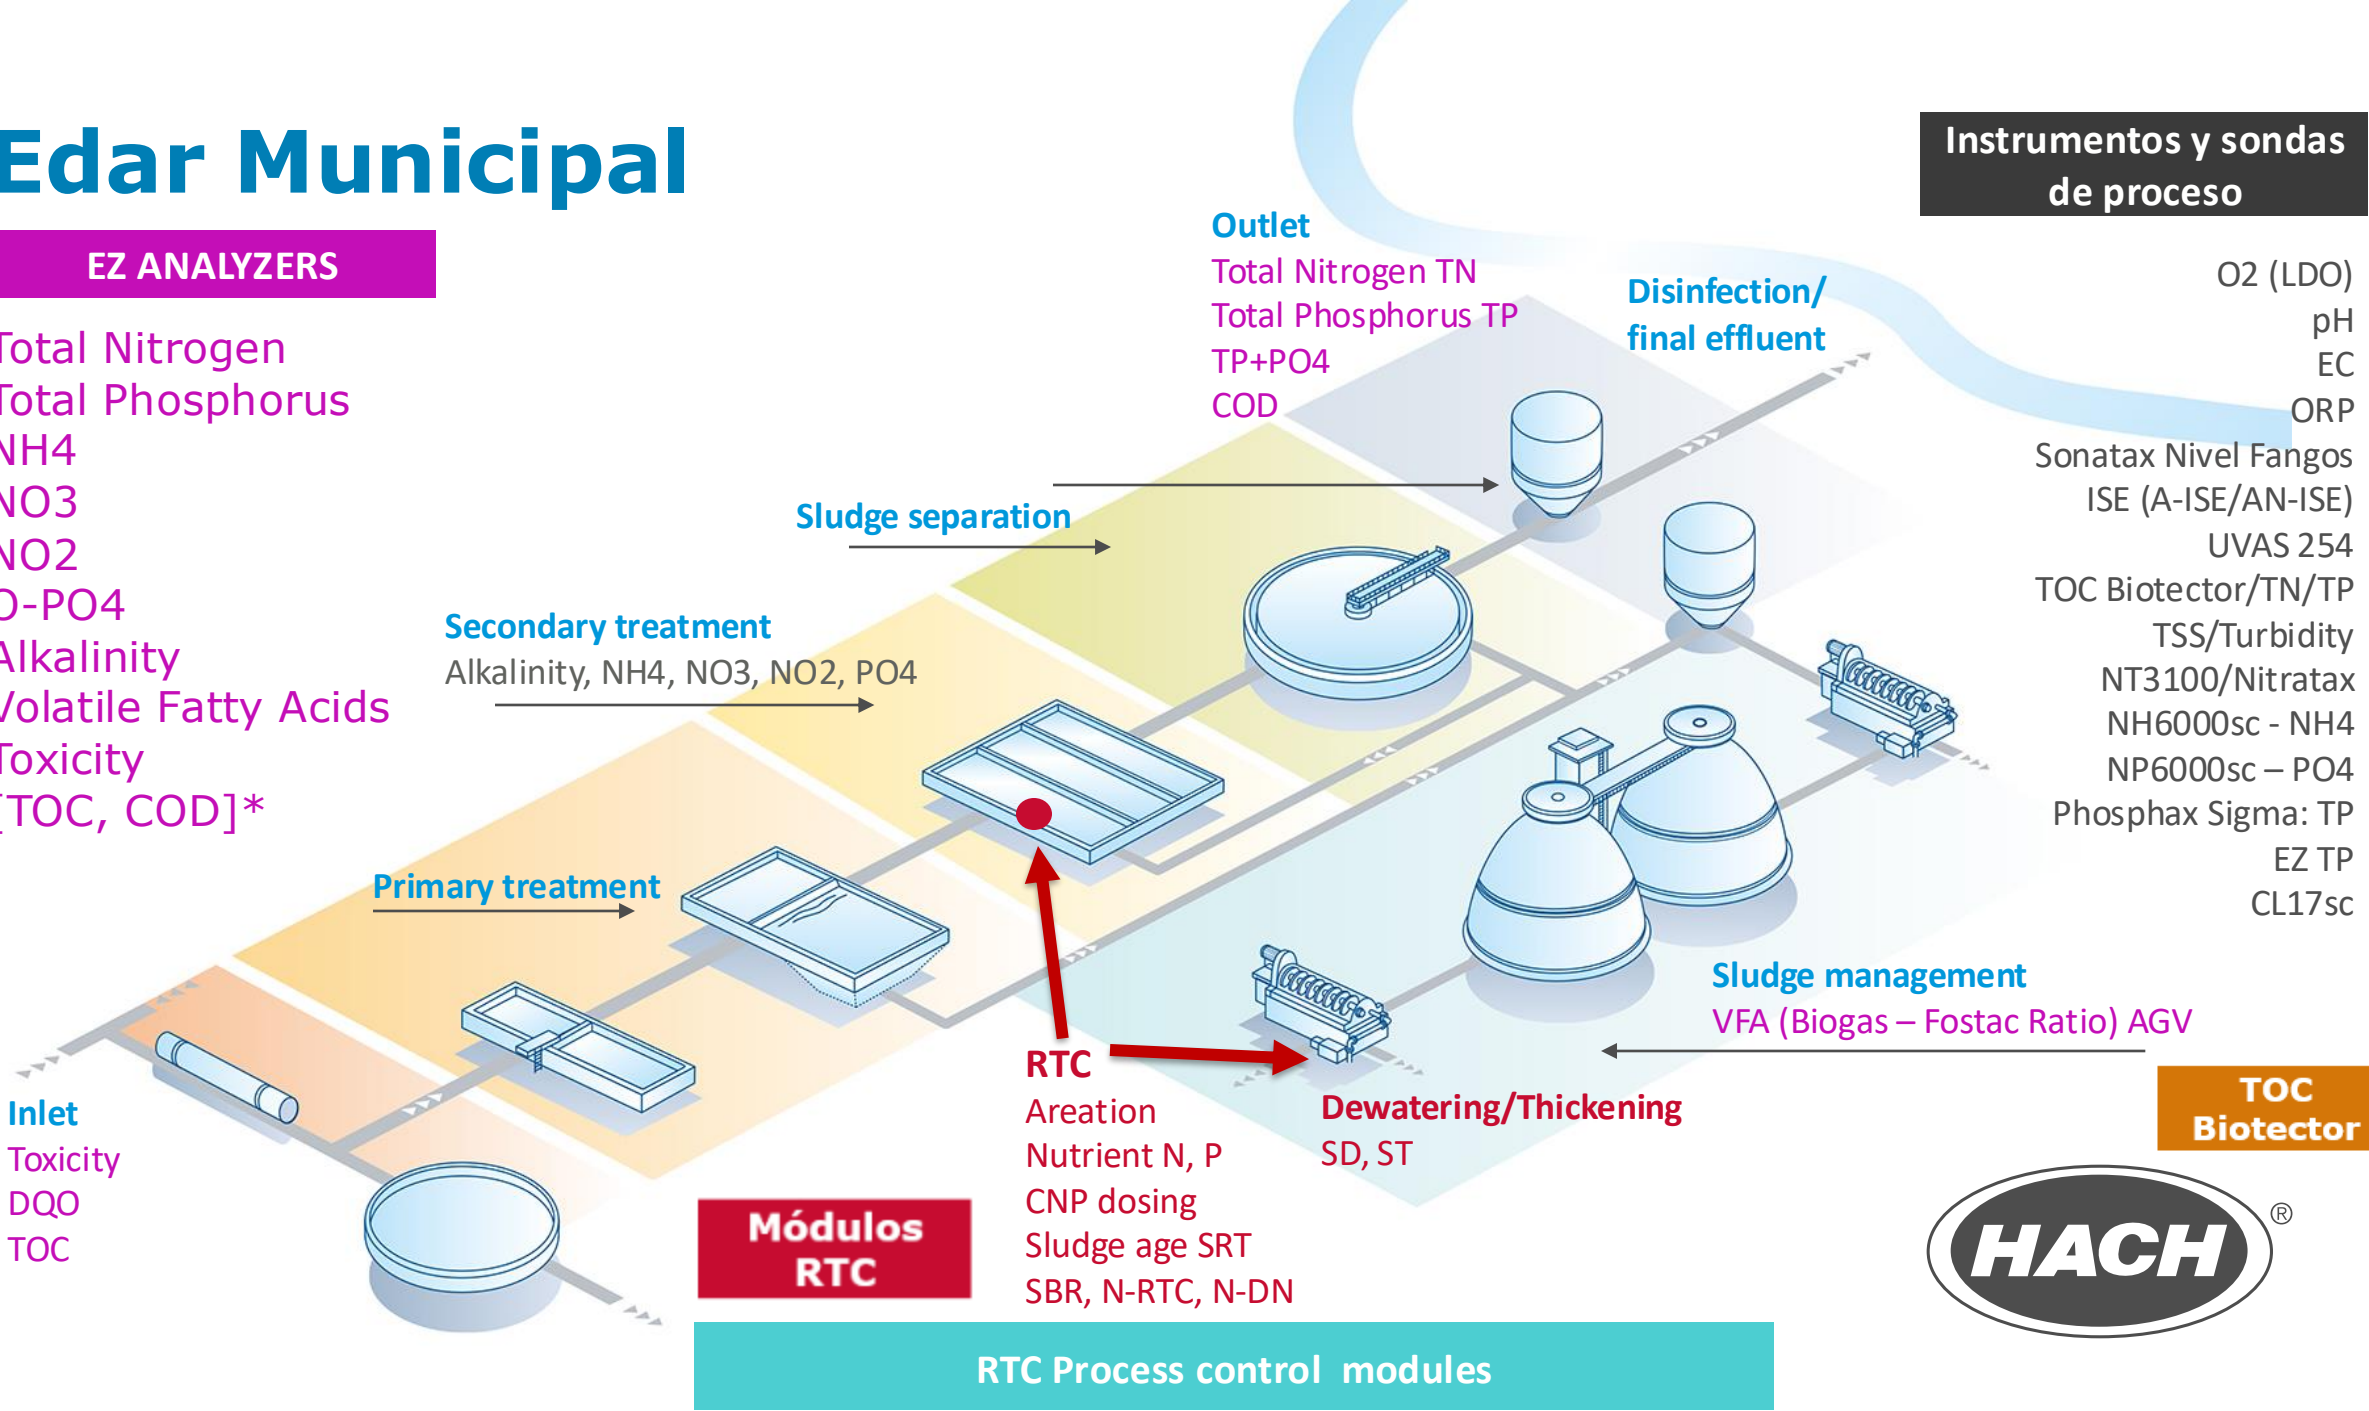 Edar Municipal
EZ ANALYZERS
Total Nitrogen
Total Phosphorus
NH4
NO3
NO2
O-PO4
Alkalinity
Volatile Fatty Acids
Toxicity
[TOC, COD]*
Outlet
Total Nitrogen TN
Total Phosphorus TP
TP+PO4
COD
Disinfection/
final effluent
Sludge separation
Secondary treatment
Alkalinity, NH4, NO3, NO2, PO4
Primary treatment
Inlet
Toxicity
DQO
TOC
Módulos
RTC
RTC
Areation
Nutrient N, P
CNP dosing
Sludge age SRT
SBR, N-RTC, N-DN
Dewatering/Thickening
SD, ST
RTC Process control modules
Sludge management
VFA (Biogas – Fostac Ratio) AGV
Instrumentos y sondas
de proceso
O2 (LDO)
pH
EC
ORP
Sonatax Nivel Fangos
ISE (A-ISE/AN-ISE)
UVAS 254
TOC Biotector/TN/TP
TSS/Turbidity
NT3100/Nitratax
NH6000sc - NH4
NP6000sc – PO4
Phosphax Sigma: TP
EZ TP
CL17sc
TOC
Biotector
HACH®